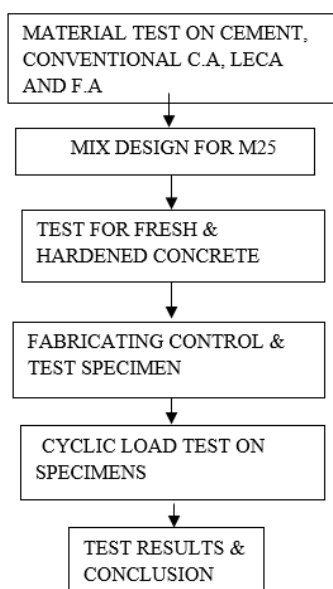 MATERIAL TEST ON CEMENT,
CONVENTIONAL C.A, LECA
AND F.A
MIX DESIGN FOR M25
TEST FOR FRESH &
HARDENED CONCRETE
FABRICATING CONTROL &
TEST SPECIMEN
CYCLIC LOAD TEST ON
SPECIMENS
TEST RESULTS &
CONCLUSION